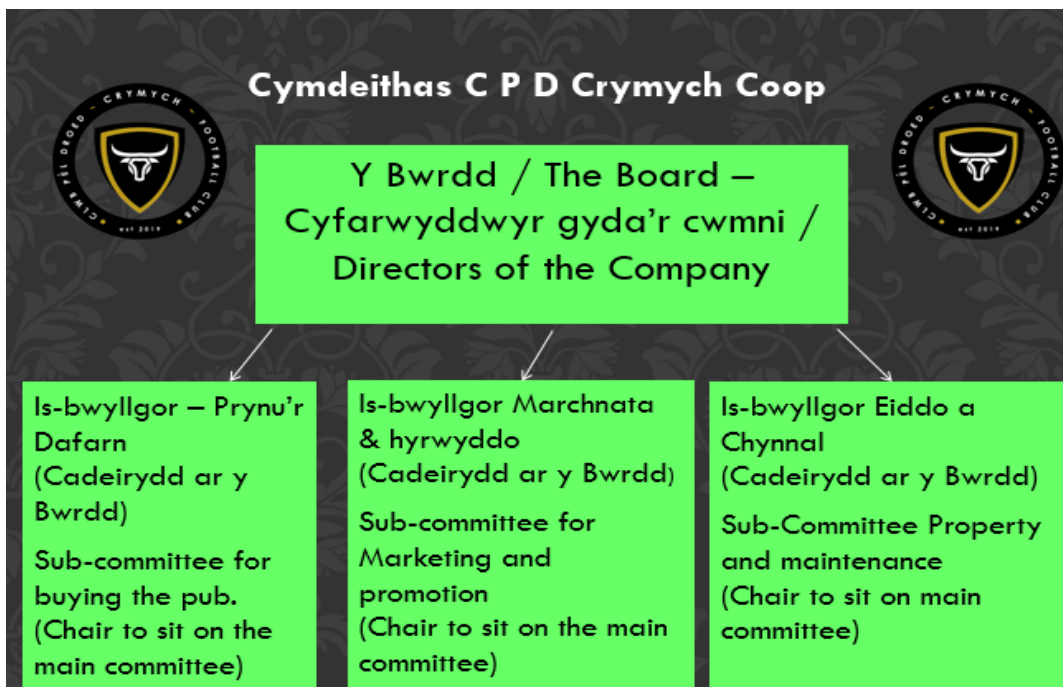 Cymdeithas C P D Crymych Coop
CRYMYCH
FOOTBALL CLUB
CLWB PÊL DROED
est 2019
CRYMYCH
FOOTBALL CLUB
CLWB PÊL DROED
est 2019
Y Bwrdd / The Board –
Cyfarwyddwyr gyda'r cwmni /
Directors of the Company
Is-bwyllgor – Prynu'r
Dafarn
(Cadeirydd ar y
Bwrdd)
Sub-committee for
buying the pub.
(Chair to sit on the
main committee)
Is-bwyllgor Marchnata
& hyrwyddo
(Cadeirydd ar y Bwrdd)
Sub-committee for
Marketing and
promotion
(Chair to sit on the main
committee)
Is-bwyllgor Eiddo a
Chynnal
(Cadeirydd ar y Bwrdd)
Sub-Committee Property
and maintenance
(Chair to sit on main
committee)